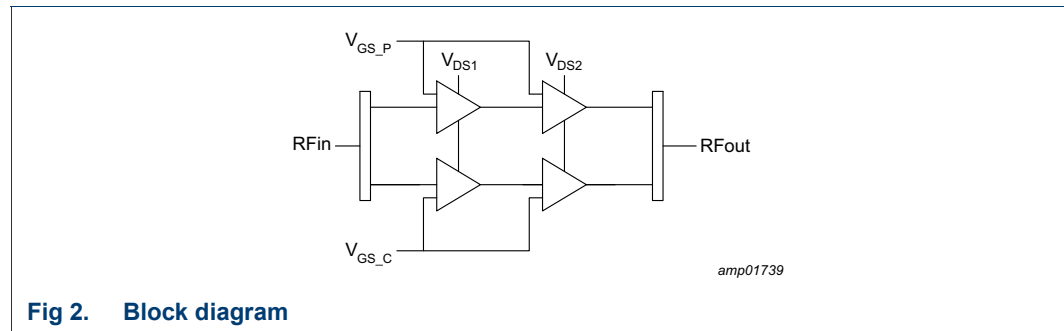 V_GS_P
V_DS1
V_DS2
RFin
RFout
V_GS_C
amp01739
Fig 2. Block diagram